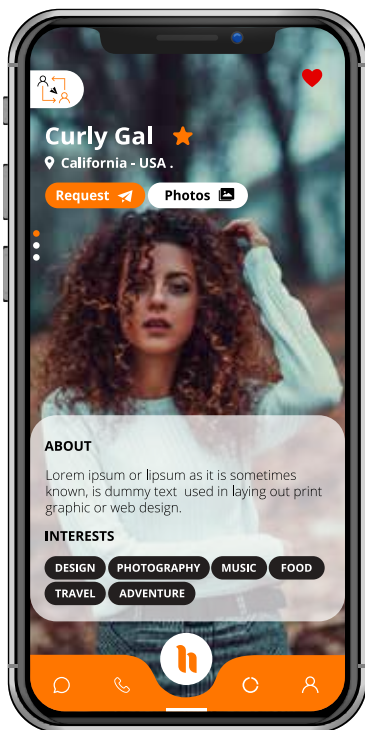 Curly Gal
California - USA .
Request
Photos
ABOUT
Lorem ipsum or lipsum as it is sometimes
known, is dummy text used in laying out print
graphic or web design.
INTERESTS
DESIGN PHOTOGRAPHY MUSIC FOOD
TRAVEL ADVENTURE
h